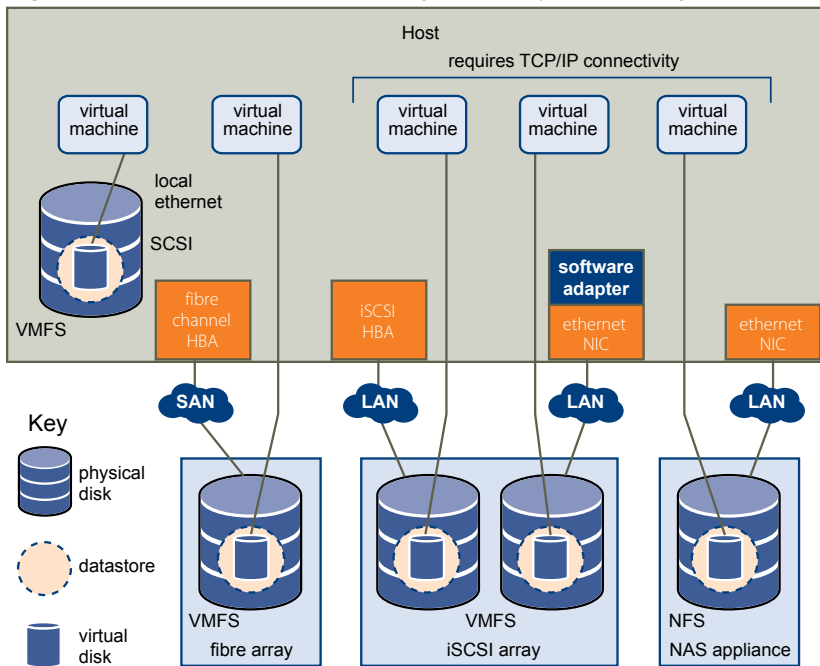 Host
requires TCP/IP connectivity
virtual
machine
virtual
machine
virtual
machine
virtual
machine
virtual
machine
local
ethernet
SCSI
VMFS
fibre
channel
HBA
iSCSI
HBA
software
adapter
ethernet
NIC
ethernet
NIC
SAN
LAN
LAN
LAN
Key
physical
disk
datastore
virtual
disk
VMFS
fibre array
VMFS
iSCSI array
NFS
NAS appliance